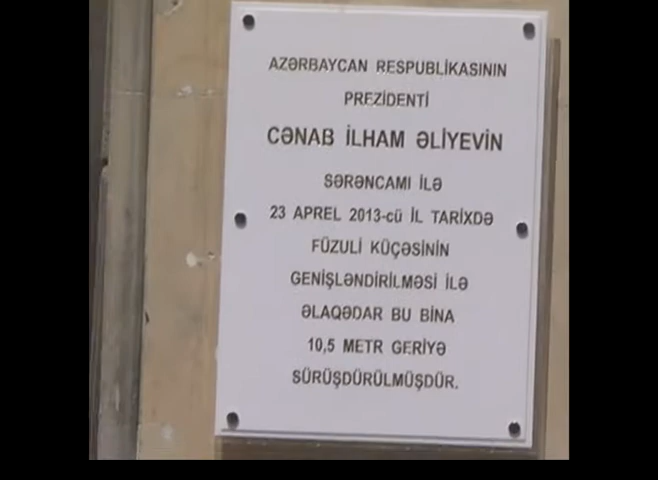 AZƏRBAYCAN RESPUBLİKASININ
PREZİDENTİ
CƏNAB İLHAM ƏLİYEVİN
SƏRƏNCAMI İLƏ
23 APREL 2013-cü İL TARİXDƏ
FÜZULİ KÜÇƏSİNİN
GENİŞLƏNDİRİLMƏSİ İLƏ
ƏLAQƏDAR BU BİNA
10,5 METR GERİYƏ
SÜRÜŞDÜRÜLMÜŞDÜR.